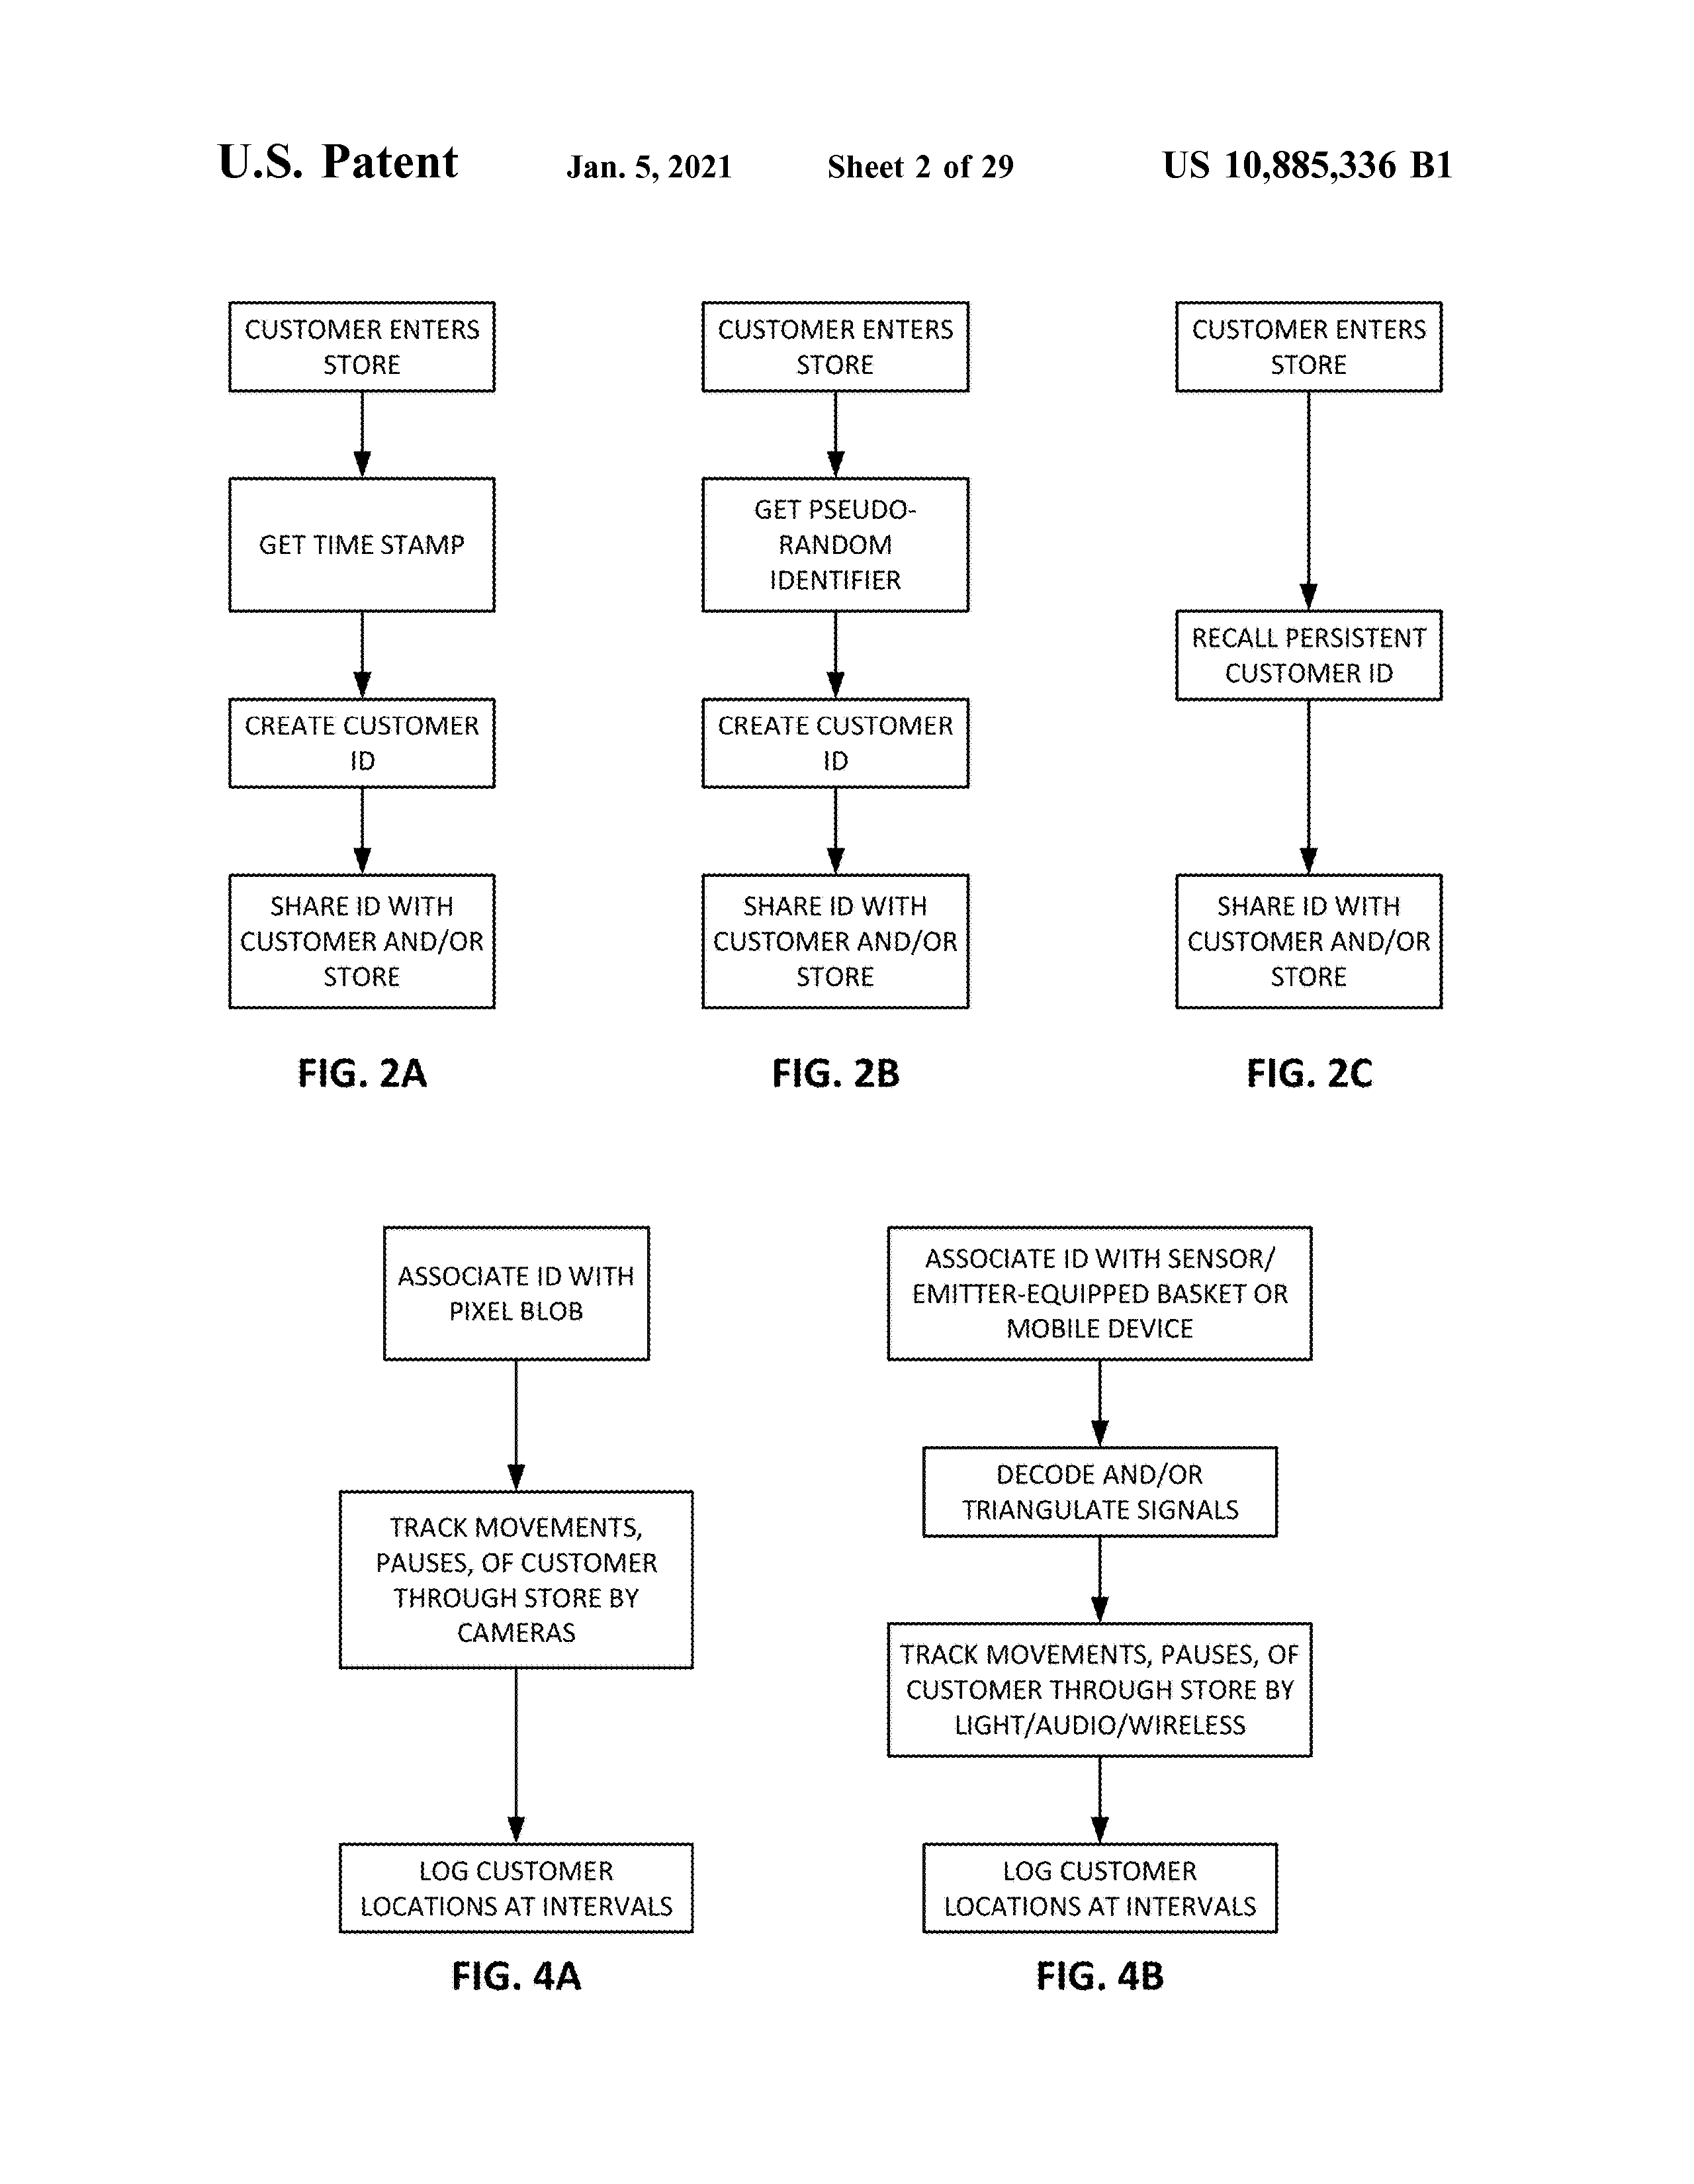 U.S. Patent Jan. 5, 2021 Sheet 2 of 29 US 10,885,336 B1
CUSTOMER ENTERS
STORE
GET TIME STAMP
CREATE CUSTOMER
ID
SHARE ID WITH
CUSTOMER AND/OR
STORE
FIG. 2A
CUSTOMER ENTERS
STORE
GET PSEUDO-
RANDOM
IDENTIFIER
CREATE CUSTOMER
ID
SHARE ID WITH
CUSTOMER AND/OR
STORE
FIG. 2B
CUSTOMER ENTERS
STORE
RECALL PERSISTENT
CUSTOMER ID
SHARE ID WITH
CUSTOMER AND/OR
STORE
FIG. 2C
ASSOCIATE ID WITH
PIXEL BLOB
TRACK MOVEMENTS,
PAUSES, OF CUSTOMER
THROUGH STORE BY
CAMERAS
LOG CUSTOMER
LOCATIONS AT INTERVALS
FIG. 4A
ASSOCIATE ID WITH SENSOR/
EMITTER-EQUIPPED BASKET OR
MOBILE DEVICE
DECODE AND/OR
TRIANGULATE SIGNALS
TRACK MOVEMENTS, PAUSES, OF
CUSTOMER THROUGH STORE BY
LIGHT/AUDIO/WIRELESS
LOG CUSTOMER
LOCATIONS AT INTERVALS
FIG. 4B